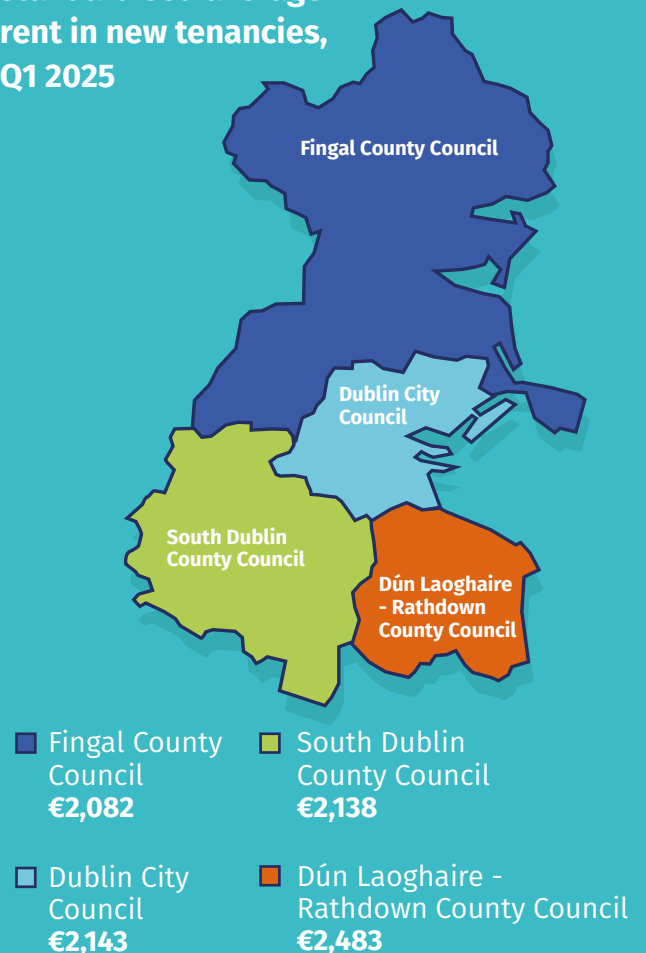 rent in new tenancies,
Q1 2025
Fingal County Council
Dublin City
Council
South Dublin
County Council
Dún Laoghaire
- Rathdown
County Council
Fingal County
Council
€2,082
South Dublin
County Council
€2,138
Dublin City
Council
€2,143
Dún Laoghaire -
Rathdown County Council
€2,483